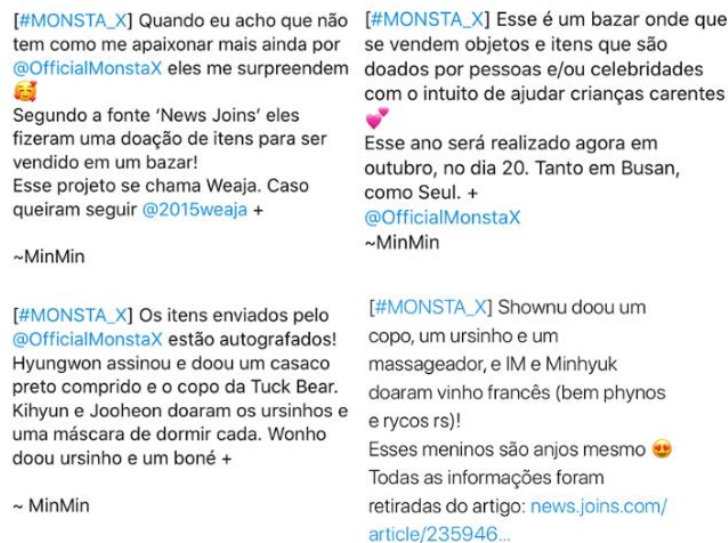 [#MONSTA_X] Quando eu acho que não
tem como me apaixonar mais ainda por
@OfficialMonstaX eles me surpreendem
🥰
Segundo a fonte ‘News Joins’ eles
fizeram uma doação de itens para ser
vendido em um bazar!
Esse projeto se chama Weaja. Caso
queiram seguir @2015weaja +
~MinMin
[#MONSTA_X] Esse é um bazar onde que
se vendem objetos e itens que são
doados por pessoas e/ou celebridades
com o intuito de ajudar crianças carentes
💕
Esse ano será realizado agora em
outubro, no dia 20. Tanto em Busan,
como Seul. +
@OfficialMonstaX
~MinMin
[#MONSTA_X] Os itens enviados pelo
@OfficialMonstaX estão autografados!
Hyungwon assinou e doou um casaco
preto comprido e o copo da Tuck Bear.
Kihyun e Jooheon doaram os ursinhos e
uma máscara de dormir cada. Wonho
doou ursinho e um boné +
~ MinMin
[#MONSTA_X] Shownu doou um
copo, um ursinho e um
massageador, e IM e Minhyuk
doaram vinho francês (bem phynos
e rycos rs)!
Esses meninos são anjos mesmo 😍
Todas as informações foram
retiradas do artigo: news.joins.com/
article/235946...